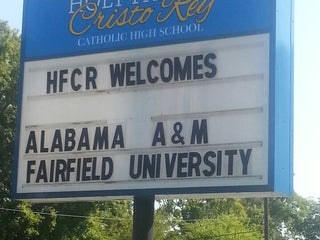 Cristo Rey
CATHOLIC HIGH SCHOOL
HFCR WELCOMES
ALABAMA A&M
FAIRFIELD UNIVERSITY